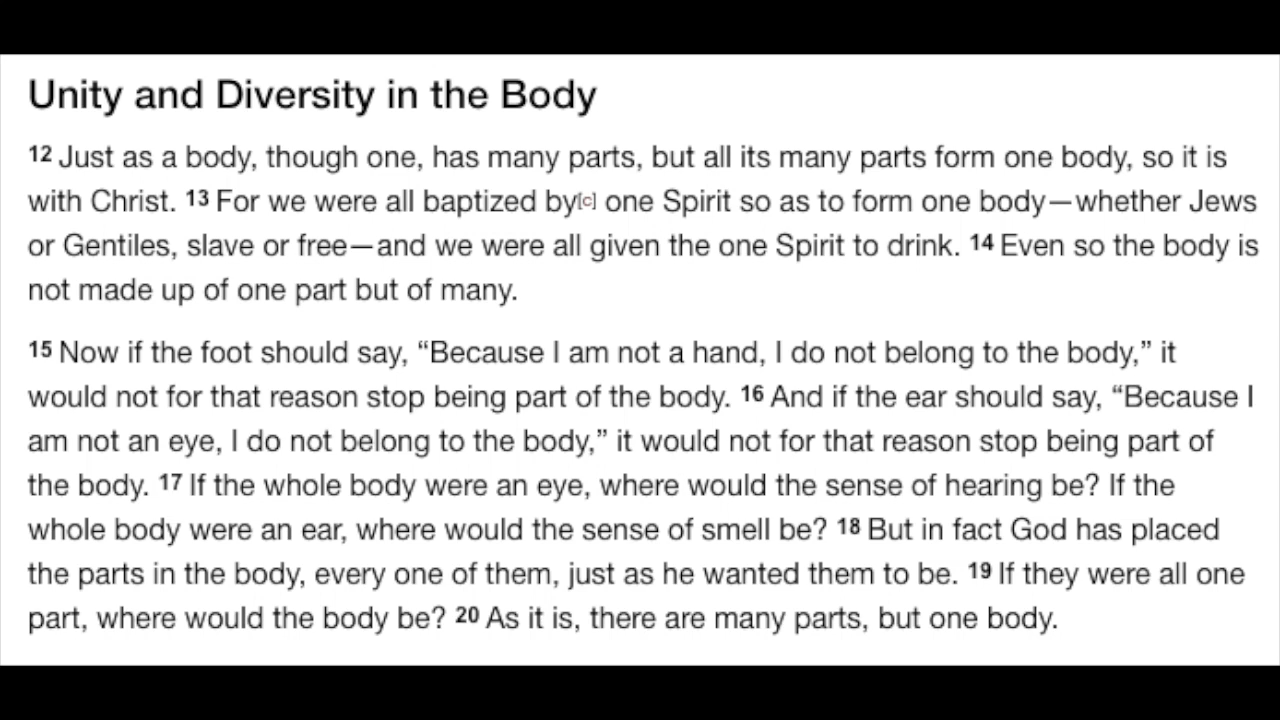 Unity and Diversity in the Body
12 Just as a body, though one, has many parts, but all its many parts form one body, so it is
with Christ. 13 For we were all baptized by[c] one Spirit so as to form one body—whether Jews
or Gentiles, slave or free—and we were all given the one Spirit to drink. 14 Even so the body is
not made up of one part but of many.
15 Now if the foot should say, “Because I am not a hand, I do not belong to the body,” it
would not for that reason stop being part of the body. 16 And if the ear should say, “Because I
am not an eye, I do not belong to the body,” it would not for that reason stop being part of
the body. 17 If the whole body were an eye, where would the sense of hearing be? If the
whole body were an ear, where would the sense of smell be? 18 But in fact God has placed
the parts in the body, every one of them, just as he wanted them to be. 19 If they were all one
part, where would the body be? 20 As it is, there are many parts, but one body.